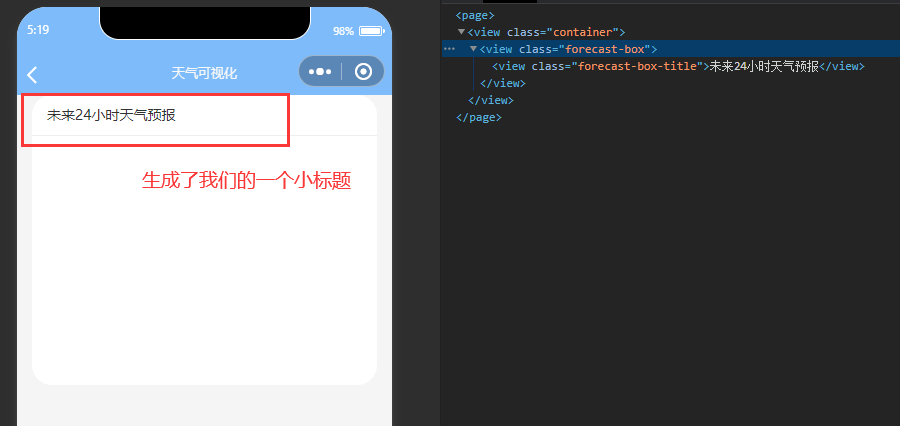 5:19
98%
天气可视化
未来24小时天气预报
生成了我们的一个小标题
<page>
▼<view class="container">
▼<view class="forecast-box">
<view class="forecast-box-title">未来24小时天气预报</view>
</view>
</view>
</page>